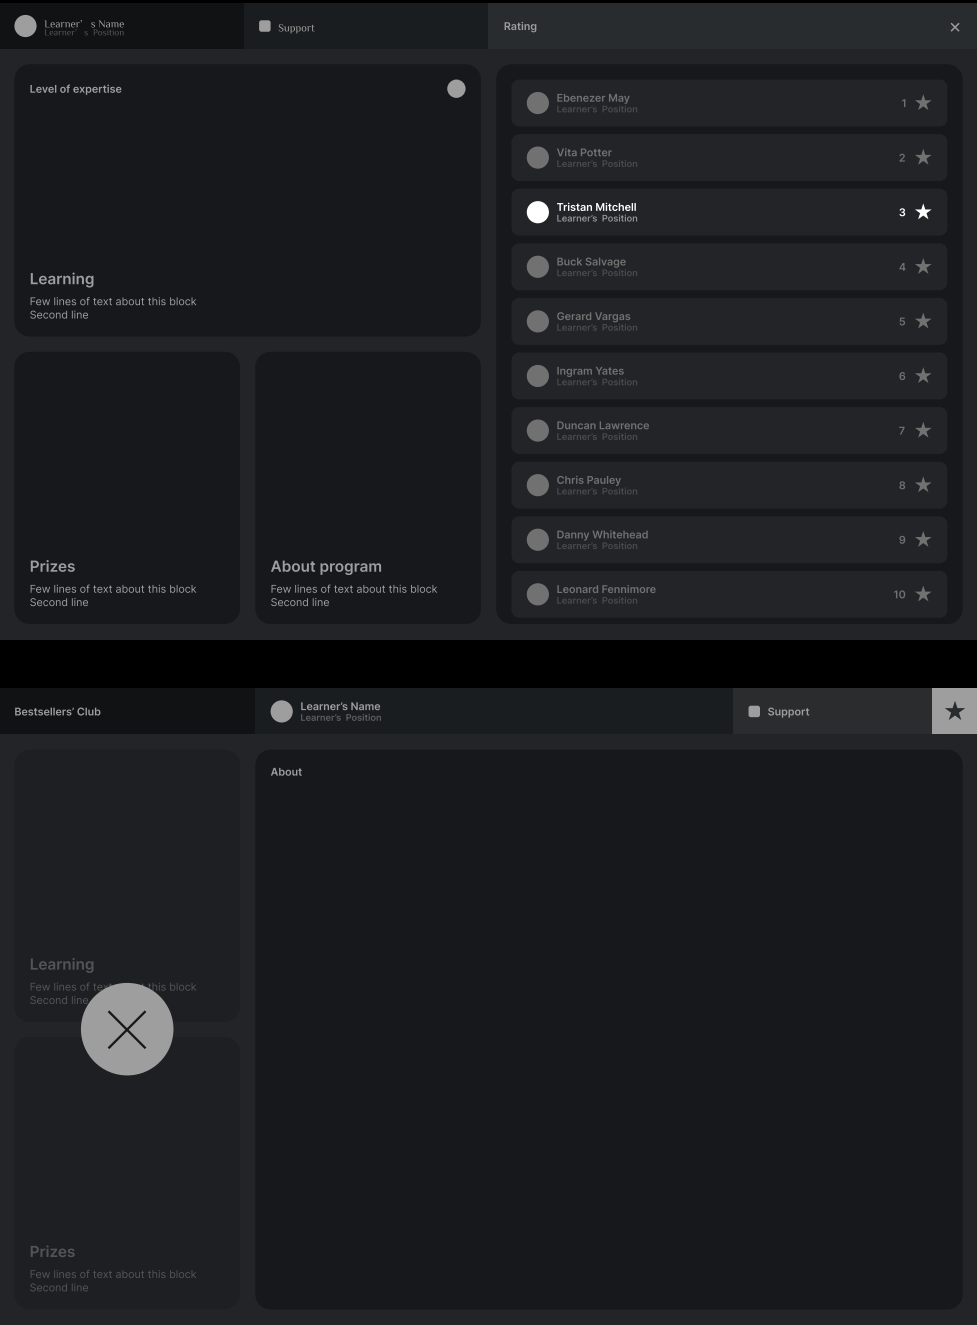 Learner's Name
Learner's Position
Support
Rating
Level of expertise
Learning
Few lines of text about this block
Second line
Prizes
Few lines of text about this block
Second line
About program
Few lines of text about this block
Second line
Ebenezer May
Learner's Position
1
Vita Potter
Learner's Position
2
Tristan Mitchell
Learner's Position
3
Buck Salvage
Learner's Position
4
Gerard Vargas
Learner's Position
5
Ingram Yates
Learner's Position
6
Duncan Lawrence
Learner's Position
7
Chris Pauley
Learner's Position
8
Danny Whitehead
Learner's Position
9
Leonard Fennimore
Learner's Position
10
Bestsellers' Club
Learner's Name
Learner's Position
Support
Learning
Few lines of this block
Second line
Prizes
Few lines of text about this block
Second line
About